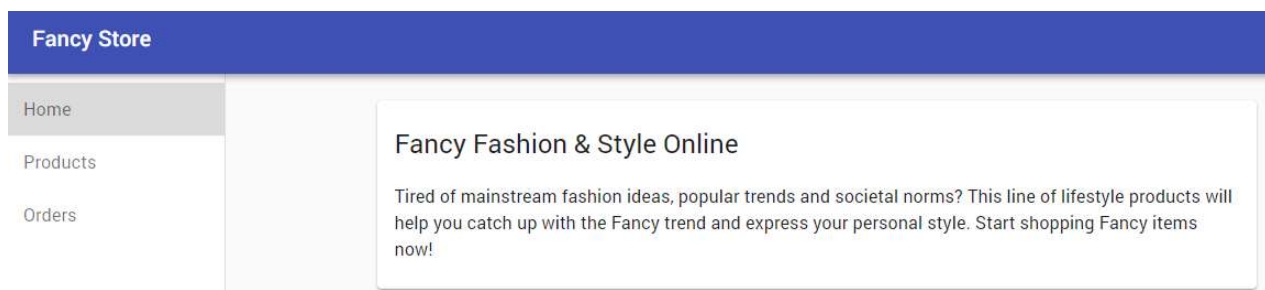 Fancy Store
Home
Products
Orders
Fancy Fashion & Style Online
Tired of mainstream fashion ideas, popular trends and societal norms? This line of lifestyle products will
help you catch up with the Fancy trend and express your personal style. Start shopping Fancy items
now!